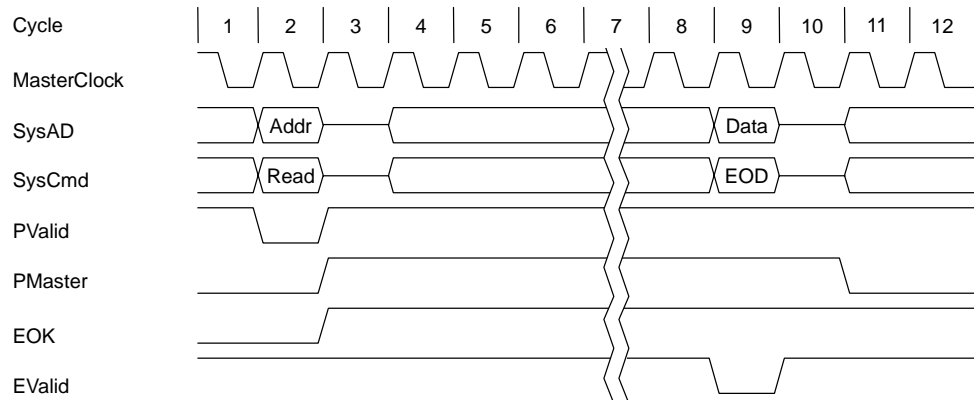 Cycle 1 2 3 4 5 6 7 8 9 10 11 12
MasterClock
SysAD Addr Data
SysCmd Read EOD
PValid
PMaster
EOK
EValid